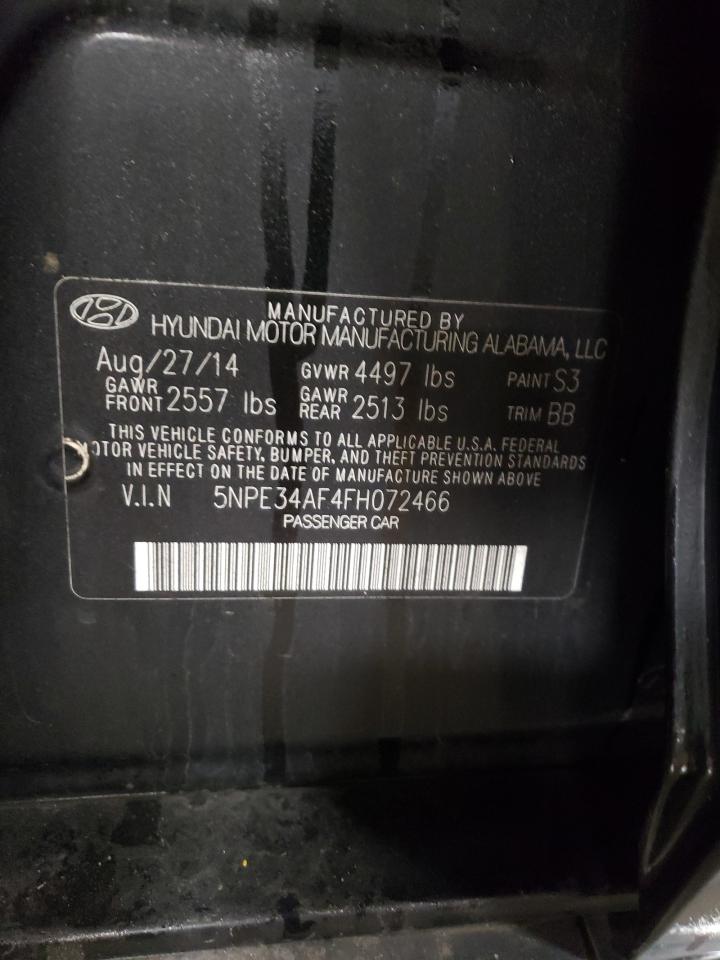 MANUFACTURED BY
HYUNDAI MOTOR MANUFACTURING ALABAMA, LLC
Aug/27/14 GVWR 4497 lbs PAINT S3
GAWR FRONT 2557 lbs GAWR REAR 2513 lbs TRIM BB
THIS VEHICLE CONFORMS TO ALL APPLICABLE U.S.A. FEDERAL
MOTOR VEHICLE SAFETY, BUMPER, AND THEFT PREVENTION STANDARDS
IN EFFECT ON THE DATE OF MANUFACTURE SHOWN ABOVE
V.I.N 5NPE34AF4FH072466
PASSENGER CAR